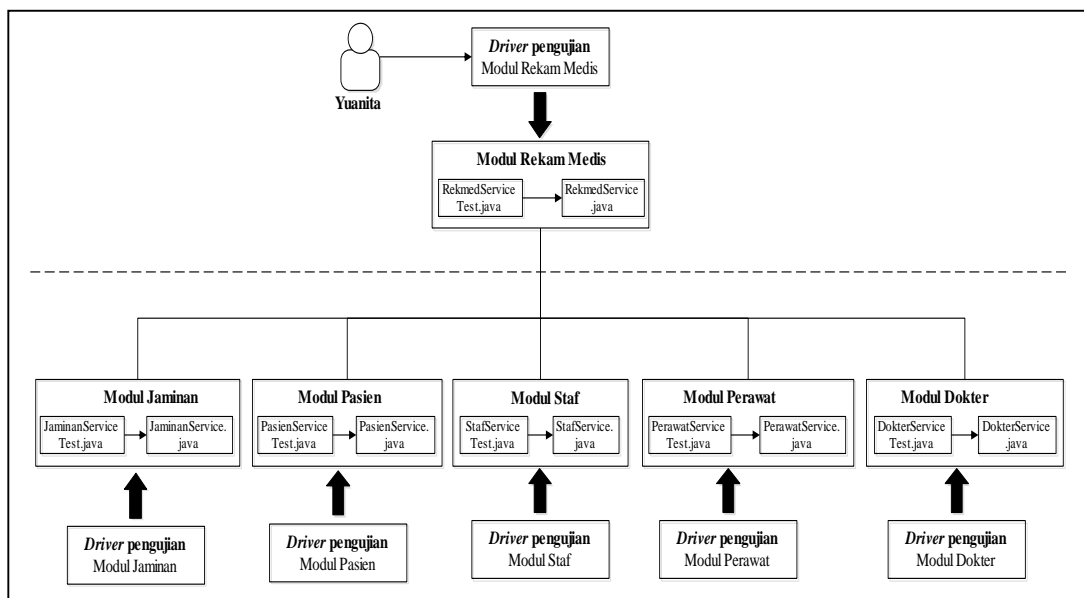 Driver pengujian
Modul Rekam Medis
Yuanita
Modul Rekam Medis
RekmedService
Test.java
RekmedService
.java
Modul Jaminan
JaminanService
Test.java
JaminanService.
java
Modul Pasien
PasienService
Test.java
PasienService.
java
Modul Staf
StafService
Test.java
StafService.
java
Modul Perawat
PerawatService
Test.java
PerawatService.
java
Modul Dokter
DokterService
Test.java
DokterService
.java
Driver pengujian
Modul Jaminan
Driver pengujian
Modul Pasien
Driver pengujian
Modul Staf
Driver pengujian
Modul Perawat
Driver pengujian
Modul Dokter